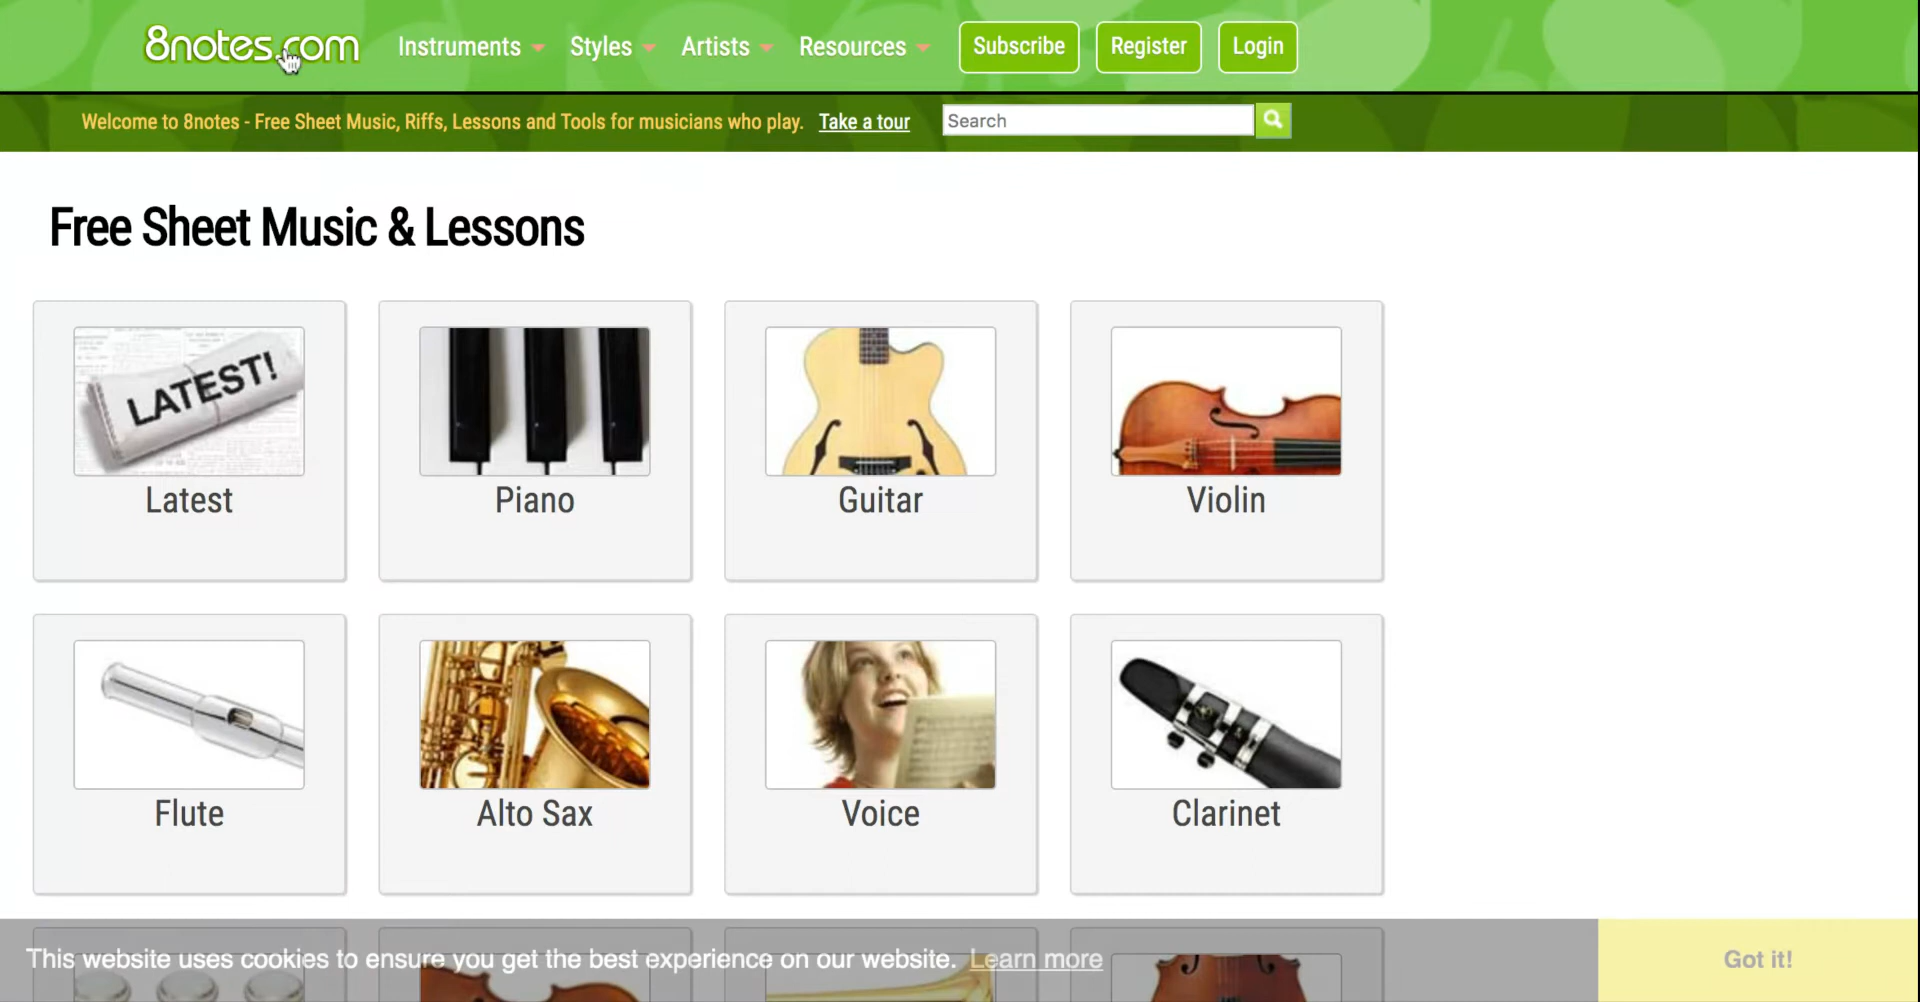 8notes.com Instruments Styles Artists Resources Subscribe Register Login
Welcome to 8notes - Free Sheet Music, Riffs, Lessons and Tools for musicians who play. Take a tour Search
Free Sheet Music & Lessons
LATEST!
Latest Piano Guitar Violin
Flute Alto Sax Voice Clarinet
This website uses cookies to ensure you get the best experience on our website. Learn more Got it!